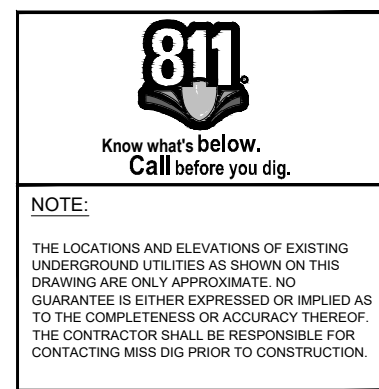 811®
Know what's below.
Call before you dig.
NOTE:
THE LOCATIONS AND ELEVATIONS OF EXISTING
UNDERGROUND UTILITIES AS SHOWN ON THIS
DRAWING ARE ONLY APPROXIMATE. NO
GUARANTEE IS EITHER EXPRESSED OR IMPLIED AS
TO THE COMPLETENESS OR ACCURACY THEREOF.
THE CONTRACTOR SHALL BE RESPONSIBLE FOR
CONTACTING MISS DIG PRIOR TO CONSTRUCTION.